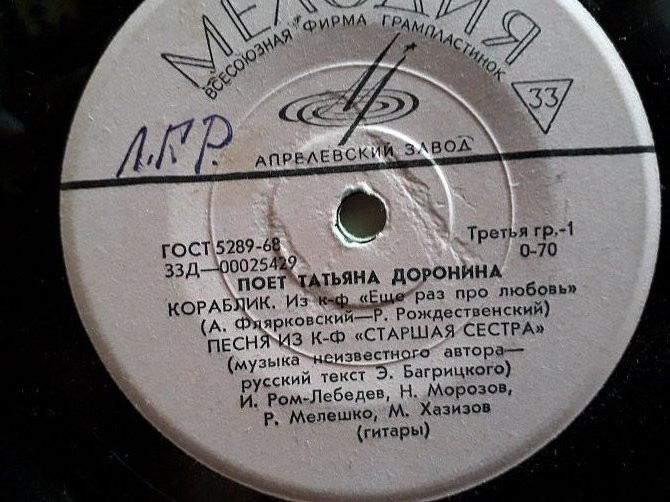 МЕЛОДИЯ
ВСЕСОЮЗНАЯ ФИРМА ГРАМПЛАСТИНОК
33
АПРЕЛЕВСКИЙ ЗАВОД
Л.ГР.
ГОСТ 5289-68
33Д—00025429
Третья гр.-1
0-70
ПОЕТ ТАТЬЯНА ДОРОНИНА
КОРАБЛИК. Из к-ф «Еще раз про любовь»
(А. Флярковский—Р. Рождественский)
ПЕСНЯ ИЗ К-Ф «СТАРШАЯ СЕСТРА»
(музыка неизвестного автора—
русский текст Э. Багрицкого)
И. Ром-Лебедев, Н. Морозов,
Р. Мелешко, М. Хазизов
(гитары)